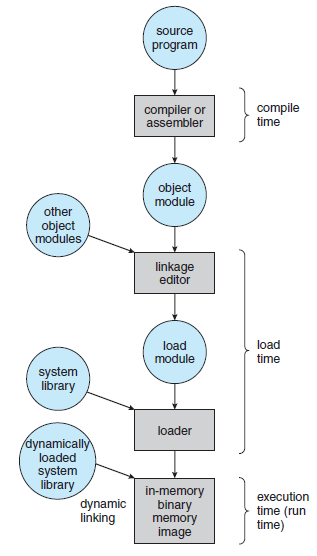 source
program
compiler or
assembler
compile
time
object
module
other
object
modules
linkage
editor
load
module
load
time
system
library
loader
dynamically
loaded
system
library
dynamic
linking
in-memory
binary
memory
image
execution
time (run
time)